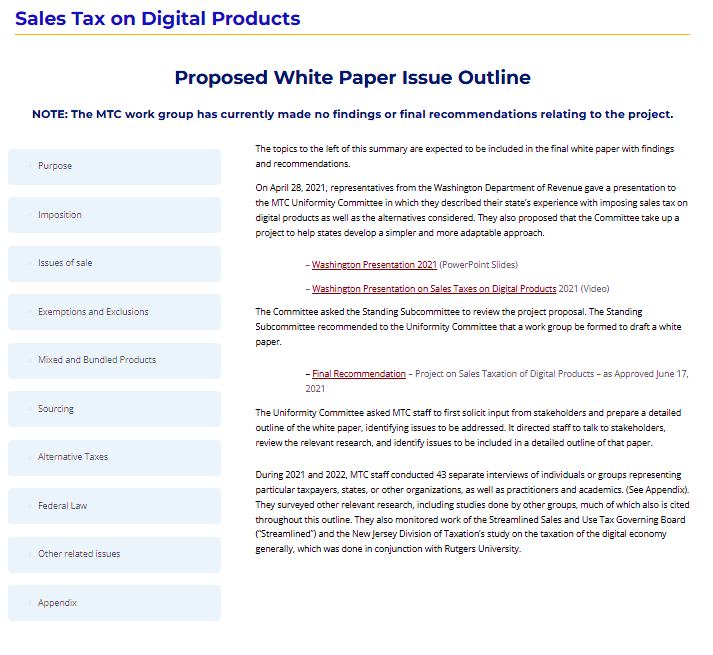 Sales Tax on Digital Products
Proposed White Paper Issue Outline
NOTE: The MTC work group has currently made no findings or final recommendations relating to the project.
Purpose
Imposition
Issues of sale
Exemptions and Exclusions
Mixed and Bundled Products
Sourcing
Alternative Taxes
Federal Law
Other related issues
Appendix
The topics to the left of this summary are expected to be included in the final white paper with findings
and recommendations.
On April 28, 2021, representatives from the Washington Department of Revenue gave a presentation to
the MTC Uniformity Committee in which they described their state's experience with imposing sales tax on
digital products as well as the alternatives considered. They also proposed that the Committee take up a
project to help states develop a simpler and more adaptable approach.
– Washington Presentation 2021 (PowerPoint Slides)
– Washington Presentation on Sales Taxes on Digital Products 2021 (Video)
The Committee asked the Standing Subcommittee to review the project proposal. The Standing
Subcommittee recommended to the Uniformity Committee that a work group be formed to draft a white
paper.
– Final Recommendation – Project on Sales Taxation of Digital Products – as Approved June 17,
2021
The Uniformity Committee asked MTC staff to first solicit input from stakeholders and prepare a detailed
outline of the white paper, identifying issues to be addressed. It directed staff to talk to stakeholders,
review the relevant research, and identify issues to be included in a detailed outline of that paper.
During 2021 and 2022, MTC staff conducted 43 separate interviews of individuals or groups representing
particular taxpayers, states, or other organizations, as well as practitioners and academics. (See Appendix).
They surveyed other relevant research, including studies done by other groups, much of which also is cited
throughout this outline. They also monitored work of the Streamlined Sales and Use Tax Governing Board
("Streamlined") and the New Jersey Division of Taxation's study on the taxation of the digital economy
generally, which was done in conjunction with Rutgers University.